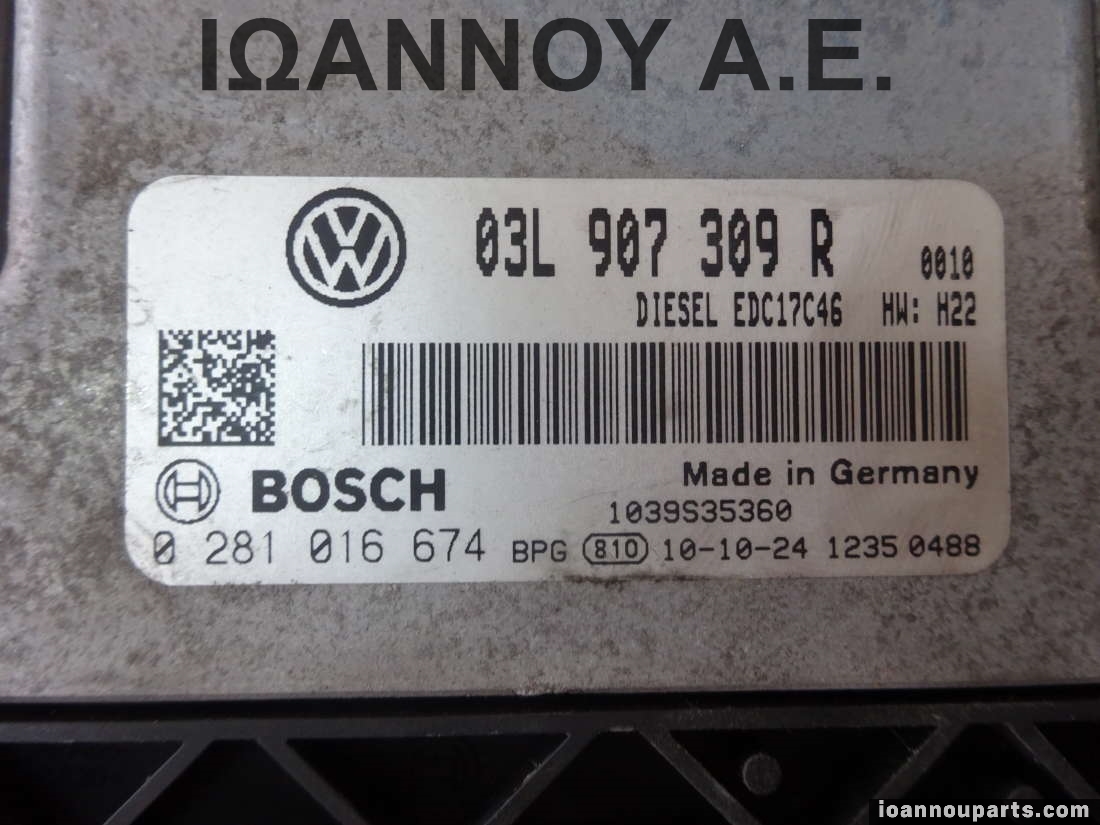 ΙΩΑΝΝΟΥ Α.Ε.
03L 907 309 R 0010
DIESEL EDC17C46 HW: H22
BOSCH Made in Germany
1039S35360
0 281 016 674 BPG 810 10-10-24 1235 0488
ioannouparts.com